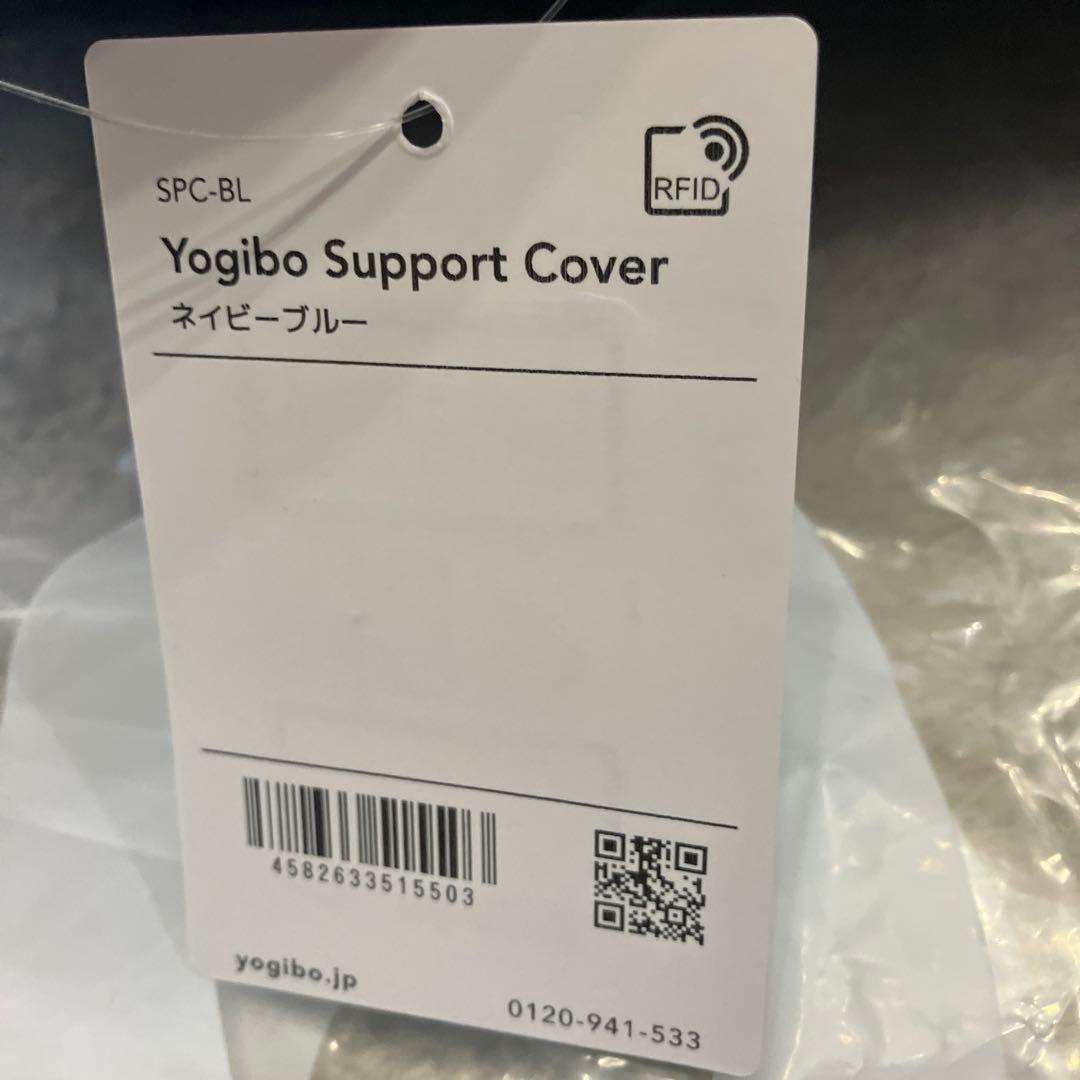 SPC-BL
RFID
Yogibo Support Cover
ネイビーブルー
4582633515503
yogibo.jp
0120-941-533